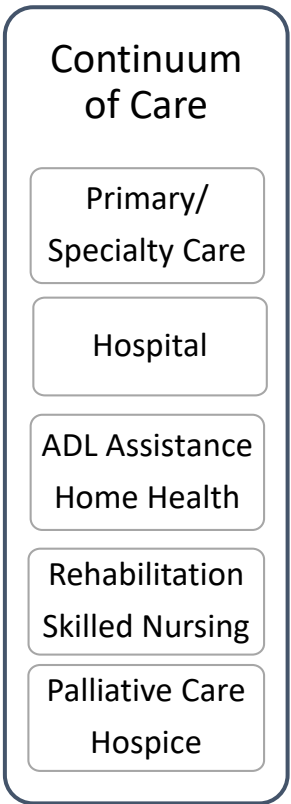 Continuum
of Care
Primary/
Specialty Care
Hospital
ADL Assistance
Home Health
Rehabilitation
Skilled Nursing
Palliative Care
Hospice